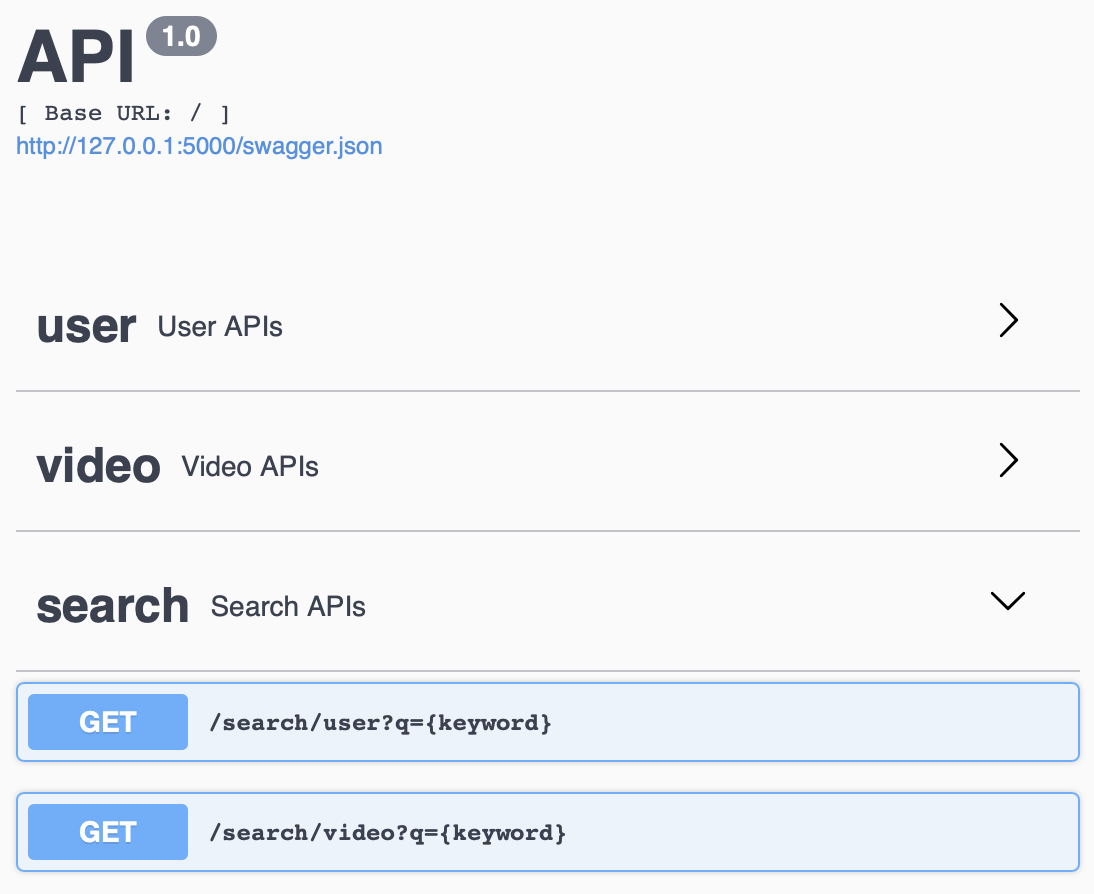 API 1.0
[ Base URL: / ]
http://127.0.0.1:5000/swagger.json
user User APIs
video Video APIs
search Search APIs
GET /search/user?q={keyword}
GET /search/video?q={keyword}